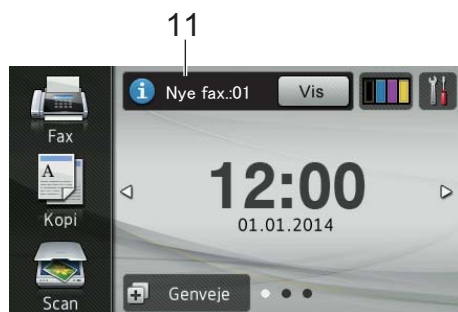 11
Nye fax.:01 Vis
Fax
Kopi
Scan
12:00
01.01.2014
Genveje